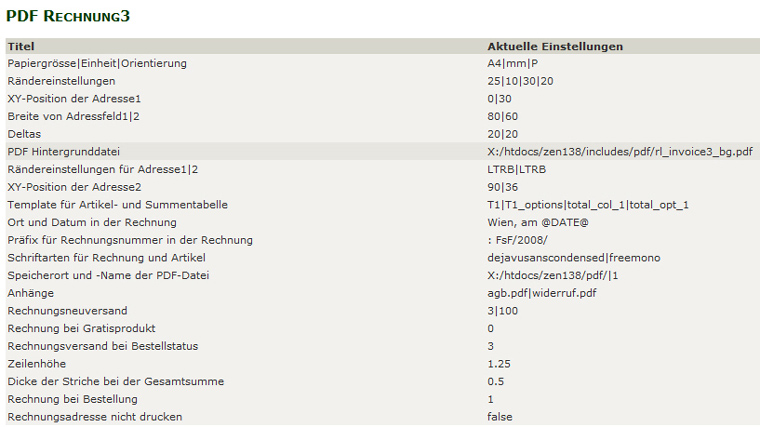 PDF Rechnung3
Titel Aktuelle Einstellungen
Papiergrösse|Einheit|Orientierung A4|mm|P
Rändereinstellungen 25|10|30|20
XY-Position der Adresse1 0|30
Breite von Adressfeld1|2 80|60
Deltas 20|20
PDF Hintergrunddatei X:/htdocs/zen138/includes/pdf/rl_invoice3_bg.pdf
Rändereinstellungen für Adresse1|2 LTRB|LTRB
XY-Position der Adresse2 90|36
Template für Artikel- und Summentabelle T1|T1_options|total_col_1|total_opt_1
Ort und Datum in der Rechnung Wien, am @DATE@
Präfix für Rechnungsnummer in der Rechnung : FsF/2008/
Schriftarten für Rechnung und Artikel dejavusanscondensed|freemono
Speicherort und -Name der PDF-Datei X:/htdocs/zen138/pdf/|1
Anhänge agb.pdf|widerruf.pdf
Rechnungsneuversand 3|100
Rechnung bei Gratisprodukt 0
Rechnungsversand bei Bestellstatus 3
Zeilenhöhe 1.25
Dicke der Striche bei der Gesamtsumme 0.5
Rechnung bei Bestellung 1
Rechnungsadresse nicht drucken false